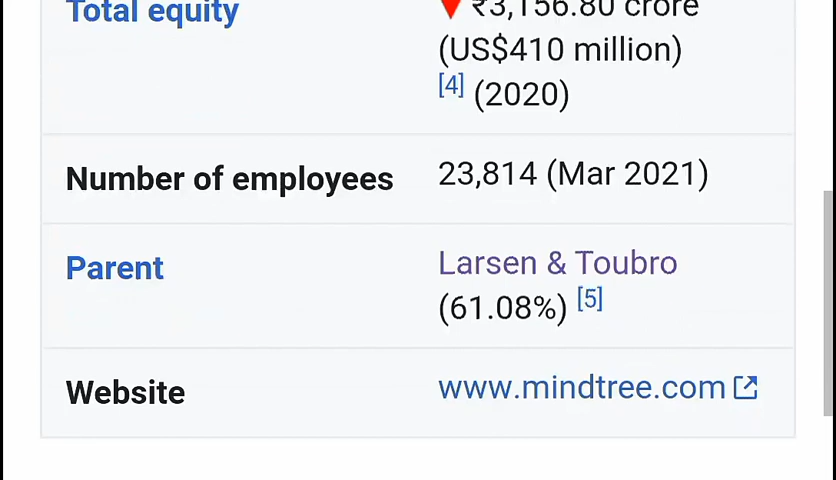 Total equity
▼ ₹3,156.80 crore
(US$410 million)
[4] (2020)
Number of employees
23,814 (Mar 2021)
Parent
Larsen & Toubro
(61.08%) [5]
Website
www.mindtree.com